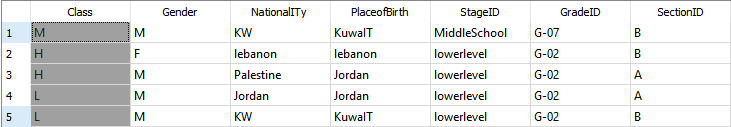 Class Gender NationalITy PlaceofBirth StageID GradeID SectionID
1 M M KW KuwaIT MiddleSchool G-07 B
2 H F lebanon lebanon lowerlevel G-02 B
3 H M Palestine Jordan lowerlevel G-02 A
4 L M Jordan Jordan lowerlevel G-02 A
5 L M KW KuwaIT lowerlevel G-02 B